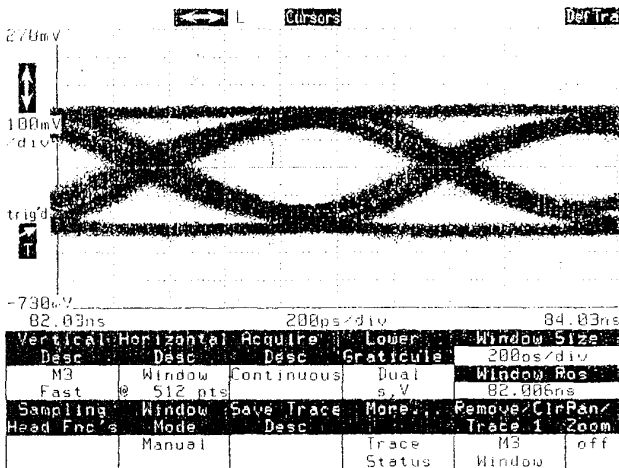 L Cursors DefTra
270mV
100mV
/div
trig'd
T
-730mV
82.03ns 200ps/div 84.03ns
Vertical Horizontal Acquire Lower Window Size
Desc Desc Desc Graticule 200ps/div
M3 Window Continuous Dual Window Pos
Fast @ 512 pts s,V 82.006ns
Sampling Window Save Trace More... Remove/Clr Pan/
Head Fnc's Mode Desc Trace 1 Zoom
Manual Trace M3 off
Status Window